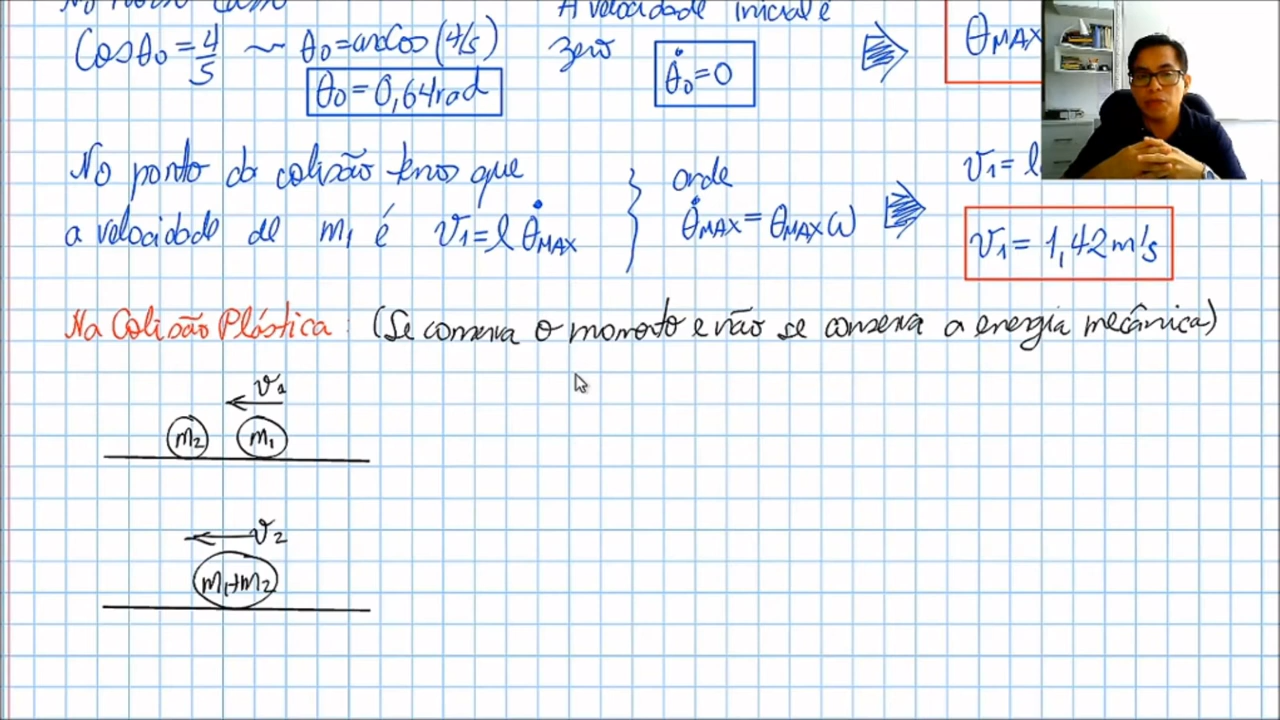 A velocidade inicial é
Cosθ₀ = 4/5 ~ θ₀ = arcCos(4/5)
zero
θ̇₀ = 0
θMAX
θ₀ = 0,64rad
No ponto da colisão temos que
a velocidade de m₁ é v₁ = l θ̇MAX
onde
θ̇MAX = θMAX ω
v₁ = l
v₁ = 1,42 m/s
Na Colisão Plástica: (Se conserva o momento e não se conserva a energia mecânica)
v₁
m₂ m₁
v₂
m₁+m₂